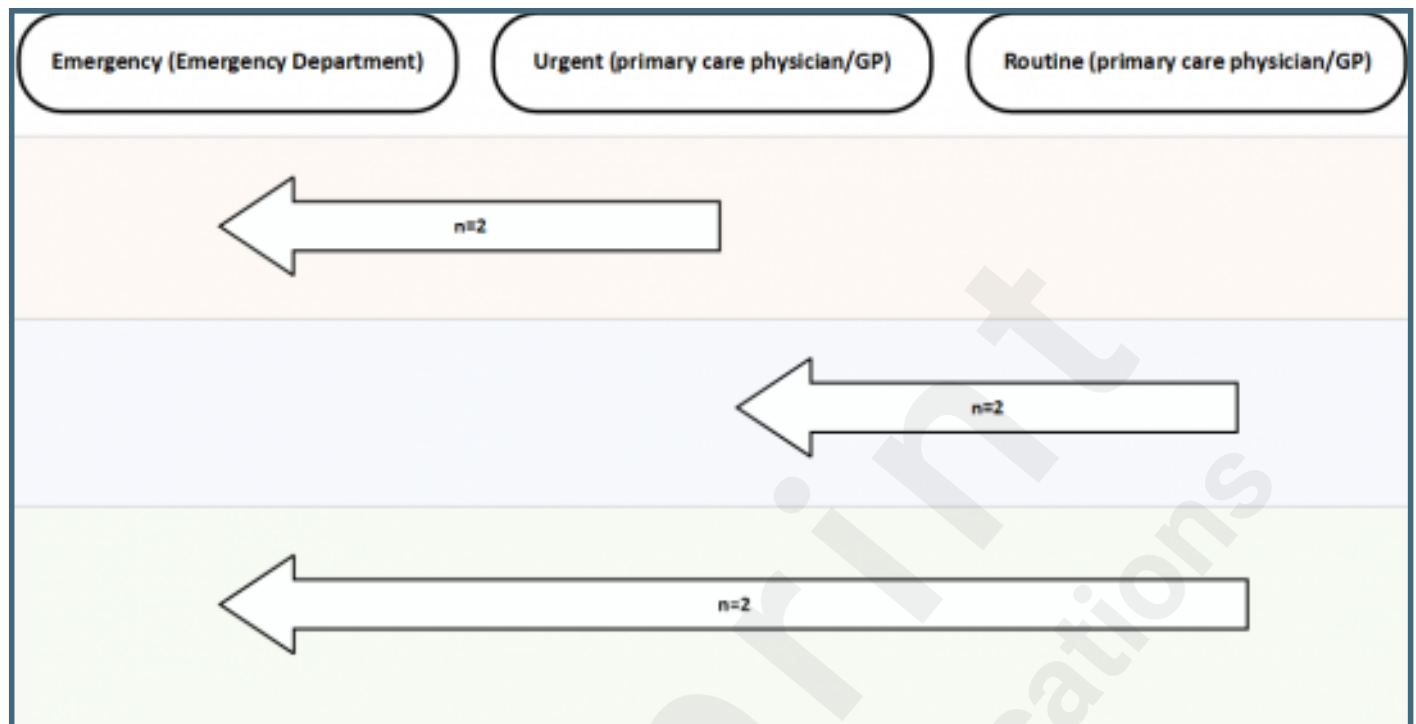 Emergency (Emergency Department)
Urgent (primary care physician/GP)
Routine (primary care physician/GP)
n=2
n=2
n=2